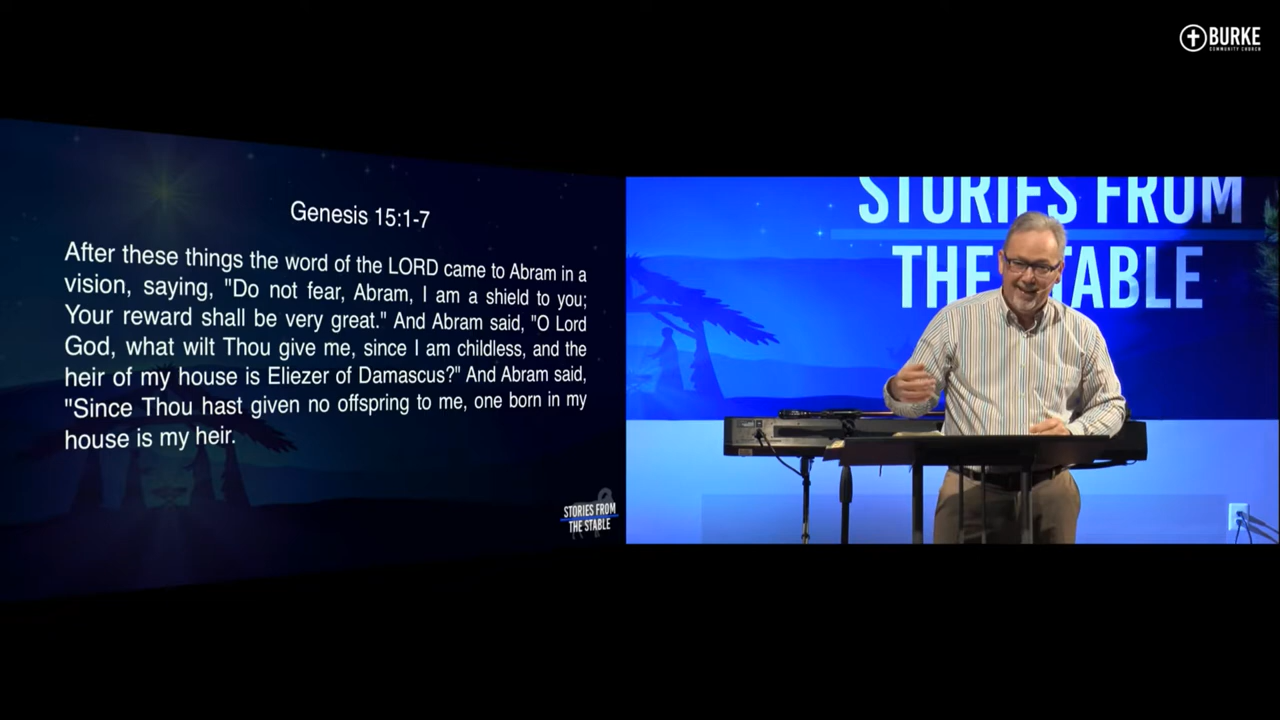 BURKE
COMMUNITY CHURCH
Genesis 15:1-7
After these things the word of the LORD came to Abram in a
vision, saying, "Do not fear, Abram, I am a shield to you;
Your reward shall be very great." And Abram said, "O Lord
God, what wilt Thou give me, since I am childless, and the
heir of my house is Eliezer of Damascus?" And Abram said,
"Since Thou hast given no offspring to me, one born in my
house is my heir.
STORIES FROM
THE STABLE
STORIES FROM
THE TABLE